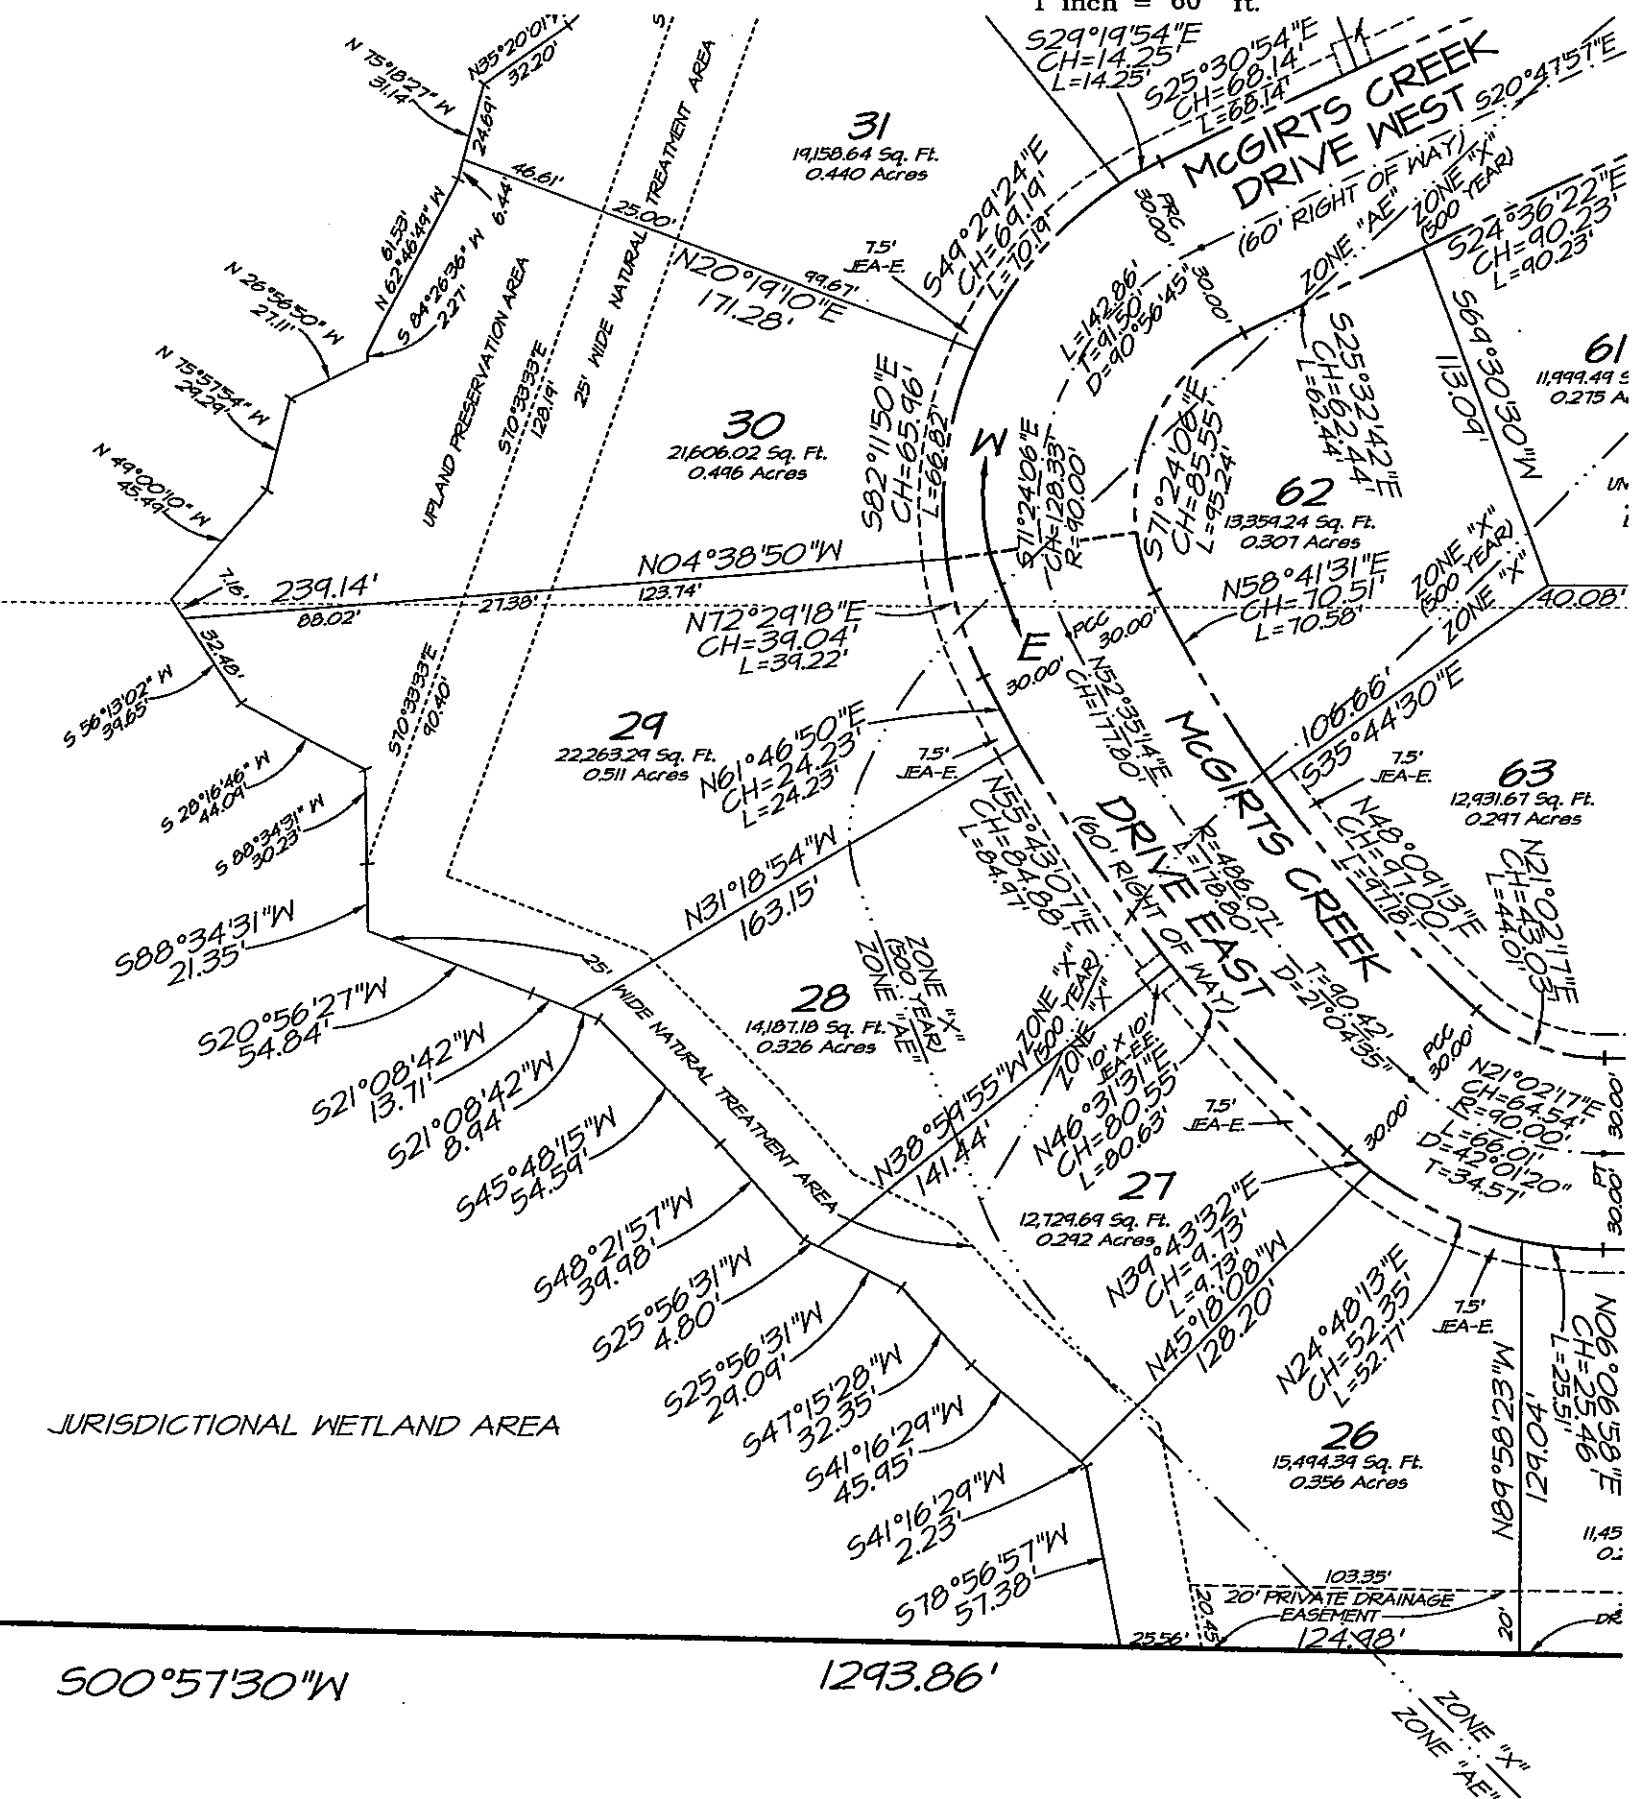 1 inch = 60 ft.
S29°19'54"E
CH=14.25'
L=14.25'
S25°30'54"E
CH=68.14'
L=68.14'
McGIRTS CREEK
DRIVE WEST
(60' RIGHT OF WAY)
S20°47'57"E
ZONE "AE"
ZONE "X"
(500 YEAR)
S24°36'22"E
CH=90.23'
L=90.23'
N 75°18'27" W
31.14'
N35°20'01"W
32.20'
24.69'
46.61'
6.44'
61.53'
N 62°46'49" W
S 84°26'36" W
2.27'
N 26°56'50" W
27.11'
N 75°57'54" W
29.29'
N 49°00'10" W
45.49'
UPLAND PRESERVATION AREA
S70°33'33"E
128.19'
25' WIDE NATURAL TREATMENT AREA
25.00'
31
19,158.64 Sq. Ft.
0.440 Acres
N20°19'10"E
171.28'
99.67'
7.5'
JEA-E.
S49°29'24"E
CH=69.19'
L=70.19'
PRC
30.00'
30.00'
L=142.86'
T=91.50'
D=90°56'45"
S25°32'42"E
CH=62.44'
L=62.44'
S69°30'30"W
113.09'
61
11,999.49 S
0.275 A
30
21,606.02 Sq. Ft.
0.496 Acres
S82°11'50"E
CH=65.96'
L=66.82'
W
E
S71°24'06"E
CH=128.33'
R=90.00'
S71°24'06"E
CH=85.55'
L=95.24'
62
13,359.24 Sq. Ft.
0.307 Acres
N58°41'31"E
CH=70.51'
L=70.58'
ZONE "X"
(500 YEAR)
ZONE "X"
40.08'
7.16'
239.14'
N04°38'50"W
88.02'
27.38'
123.74'
32.48'
N72°29'18"E
CH=39.04'
L=39.22'
PCC
30.00'
30.00'
S 56°13'02" W
39.65'
S70°33'33"E
90.40'
S 28°16'46" W
44.09'
S 88°34'31" W
30.23'
29
22,263.29 Sq. Ft.
0.511 Acres
N61°46'50"E
CH=24.23'
L=24.23'
7.5'
JEA-E.
N52°35'14"E
CH=177.80'
R=486.07'
L=178.80'
T=90.42'
D=21°04'35"
McGIRTS CREEK
DRIVE EAST
(60' RIGHT OF WAY)
106.66'
S35°44'30"E
7.5'
JEA-E.
63
12,931.67 Sq. Ft.
0.297 Acres
N48°09'13"E
CH=97.00'
L=97.18'
N21°02'17"E
CH=43.03'
L=44.01'
N55°43'07"E
CH=84.88'
L=84.97'
N31°18'54"W
163.15'
S88°34'31"W
21.35'
S20°56'27"W
54.84'
S21°08'42"W
13.71'
S21°08'42"W
8.94'
S45°48'15"W
54.59'
S48°21'57"W
39.98'
S25°56'31"W
4.80'
S25°56'31"W
29.09'
S47°15'28"W
32.35'
S41°16'29"W
45.95'
S41°16'29"W
2.23'
S78°56'57"W
57.38'
25' WIDE NATURAL TREATMENT AREA
28
14,187.18 Sq. Ft.
0.326 Acres
ZONE "X"
(500 YEAR)
ZONE "AE"
ZONE "X"
(500 YEAR)
ZONE "X"
N38°59'55"W
141.44'
10' X 10'
JEA-E.E.
N46°31'31"E
CH=80.55'
L=80.63'
7.5'
JEA-E.
PCC
30.00'
30.00'
N21°02'17"E
CH=64.54'
R=90.00'
L=66.01'
D=42°01'20"
T=34.57'
30.00'
PT
30.00'
27
12,729.69 Sq. Ft.
0.292 Acres
N39°43'32"E
CH=9.73'
L=9.73'
N45°18'08"W
128.20'
N24°48'13"E
CH=52.35'
L=52.77'
7.5'
JEA-E.
N06°06'58"E
CH=25.46'
L=25.51'
N89°58'23"W
129.04'
26
15,494.39 Sq. Ft.
0.356 Acres
11,45
JURISDICTIONAL WETLAND AREA
103.35'
20' PRIVATE DRAINAGE
EASEMENT
20.45'
20'
25.56'
124.98'
DR
S00°57'30"W
1293.86'
ZONE "X"
ZONE "AE"